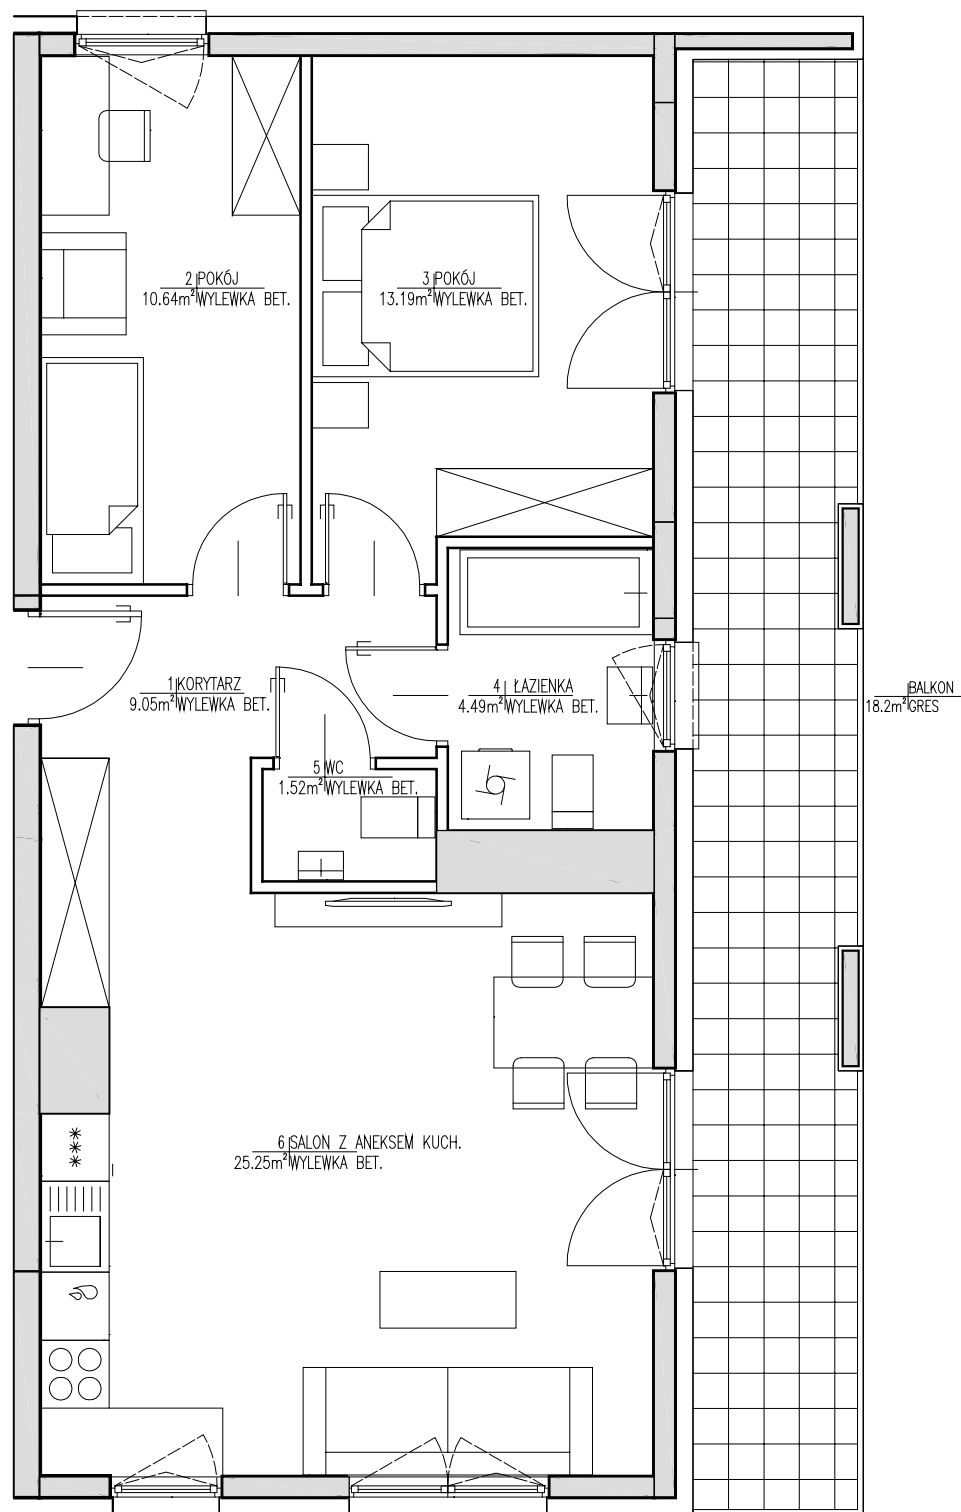 2 POKÓJ
10.64m² WYLEWKA BET.
3 POKÓJ
13.19m² WYLEWKA BET.
1 KORYTARZ
9.05m² WYLEWKA BET.
4 ŁAZIENKA
4.49m² WYLEWKA BET.
BALKON
18.2m² GRES
5 WC
1.52m² WYLEWKA BET.
6 SALON Z ANEKSEM KUCH.
25.25m² WYLEWKA BET.